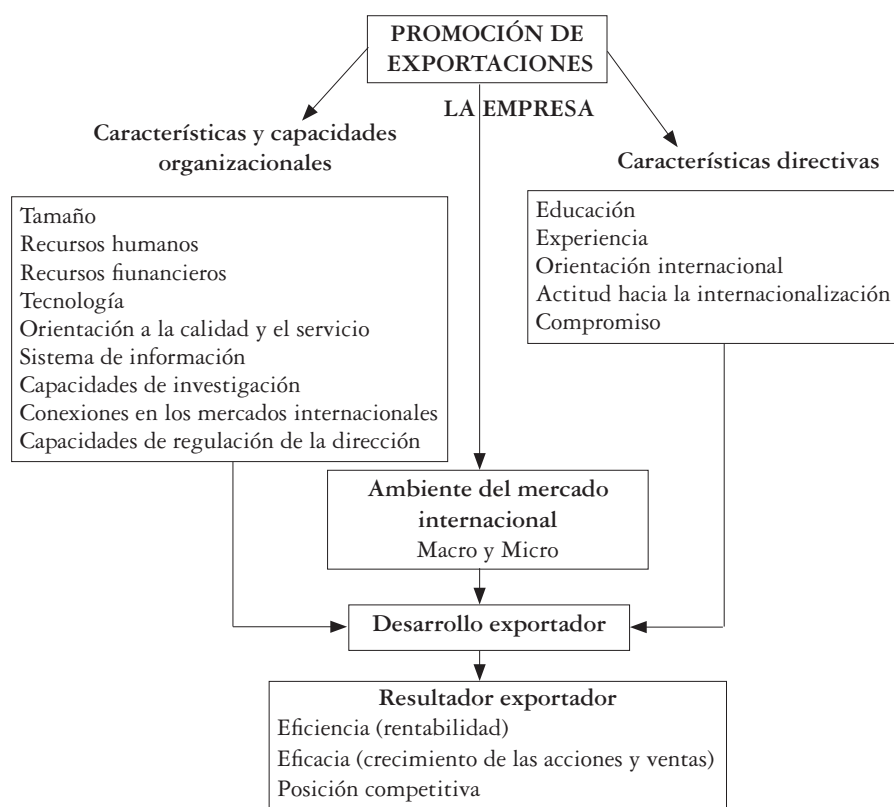 PROMOCIÓN DE
EXPORTACIONES
LA EMPRESA
Característícas y capacidades
organizacionales
Tamaño
Recursos humanos
Recursos fiunancieros
Tecnología
Orientación a la calidad y el servicio
Sistema de información
Capacidades de investigación
Conexiones en los mercados internacionales
Capacidades de regulación de la dirección
Característícas directivas
Educación
Experiencia
Orientación internacional
Actitud hacia la internacionalización
Compromiso
Ambiente del mercado
internacional
Macro y Micro
Desarrollo exportador
Resultador exportador
Eficiencia (rentabilidad)
Eficacia (crecimiento de las acciones y ventas)
Posición competitiva